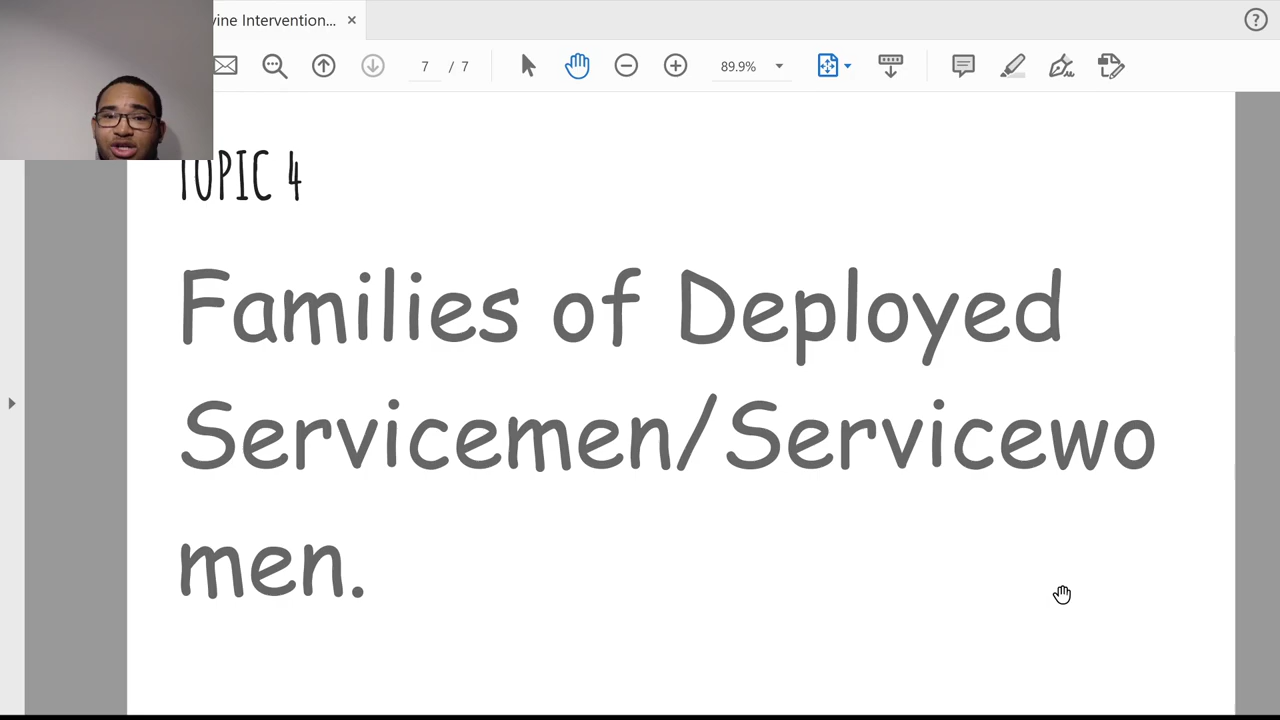 vine Intervention...
7 / 7
89.9%
TOPIC 4
Families of Deployed
Servicemen/Servicewo
men.